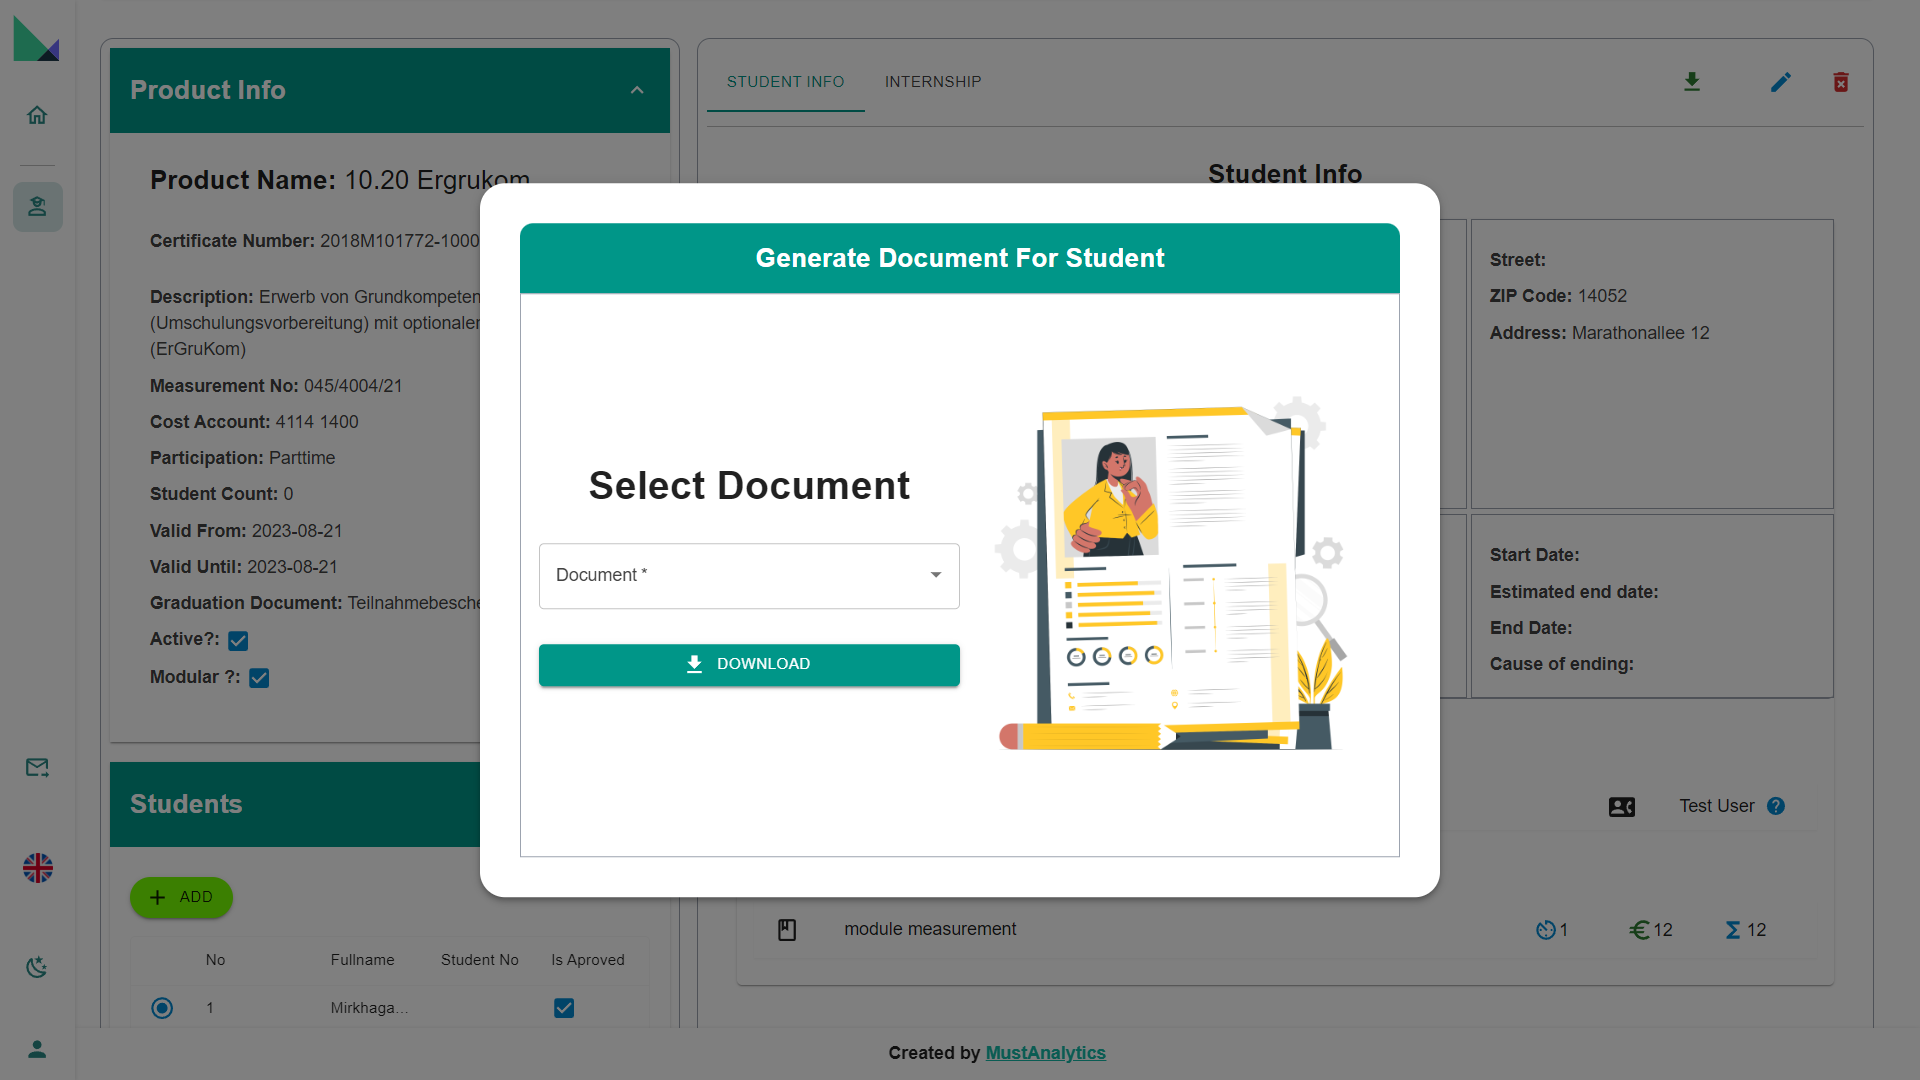 Product Info
Product Name: 10.20 Ergrukom
Certificate Number: 2018M101772-1000
Description: Erwerb von Grundkompeten
(Umschulungsvorbereitung) mit optionaler
(ErGruKom)
Measurement No: 045/4004/21
Cost Account: 4114 1400
Participation: Parttime
Student Count: 0
Valid From: 2023-08-21
Valid Until: 2023-08-21
Graduation Document: Teilnahmebesche
Active?:
Modular ?:
Students
ADD
No Fullname Student No Is Aproved
1 Mirkhaga...
STUDENT INFO INTERNSHIP
Student Info
Street:
ZIP Code: 14052
Address: Marathonallee 12
Start Date:
Estimated end date:
End Date:
Cause of ending:
Test User
module measurement 1 12 12
Generate Document For Student
Select Document
Document *
DOWNLOAD
Created by MustAnalytics